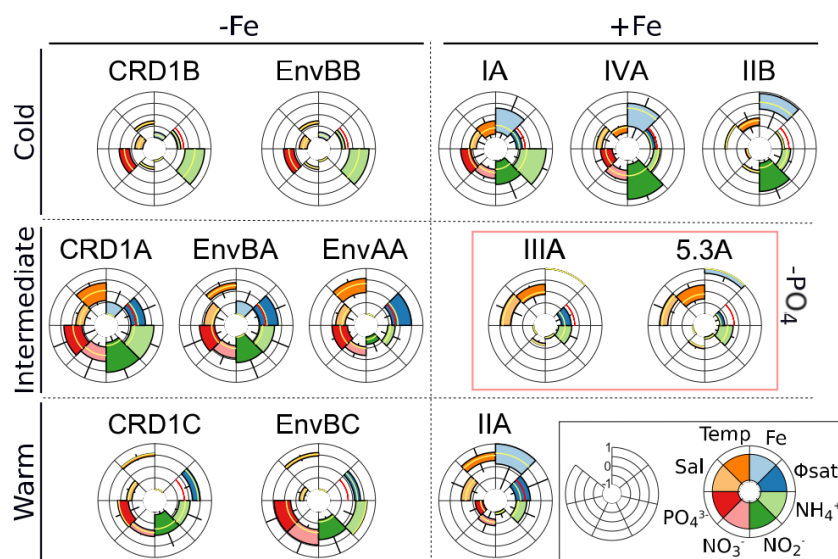 -Fe
+Fe
Cold
CRD1B
EnvBB
IA
IVA
IIB
Intermediate
CRD1A
EnvBA
EnvAA
IIIA
5.3A
-PO₄
Warm
CRD1C
EnvBC
IIA
1
0
-1
Temp
Fe
Sal
Φsat
PO₄³⁻
NH₄⁺
NO₃⁻
NO₂⁻